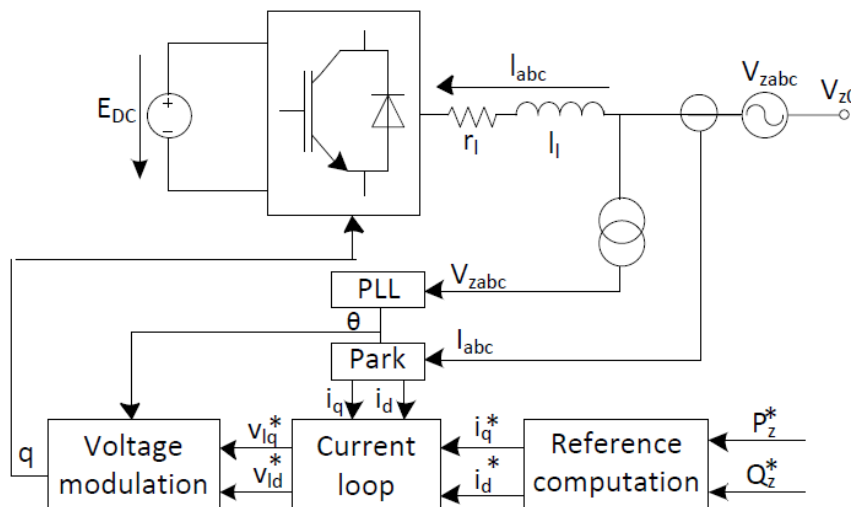 I_abc
V_zabc
V_z0
E_DC
+
−
r_l
l_l
PLL
V_zabc
θ
Park
I_abc
i_q
i_d
q
Voltage
modulation
v_lq*
v_ld*
Current
loop
i_q*
i_d*
Reference
computation
P_z*
Q_z*